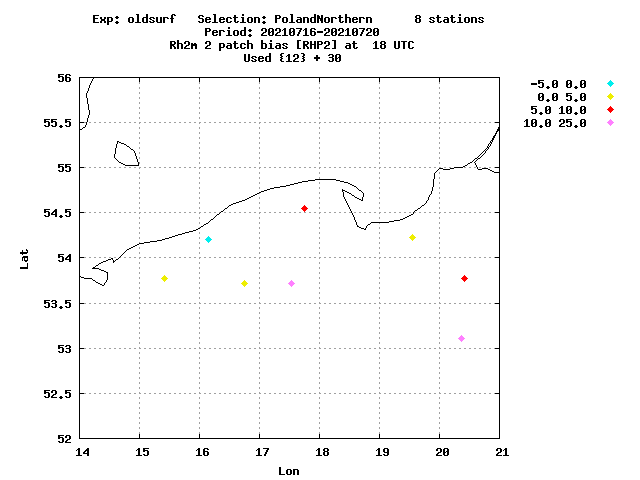 Exp: oldsurf   Selection: PolandNorthern      8 stations
Period: 20210716-20210720
Rh2m 2 patch bias [RHP2] at  18 UTC
Used {12} + 30
-5.0 0.0
0.0 5.0
5.0 10.0
10.0 25.0
56
55.5
55
54.5
54
53.5
53
52.5
52
Lat
14 15 16 17 18 19 20 21
Lon